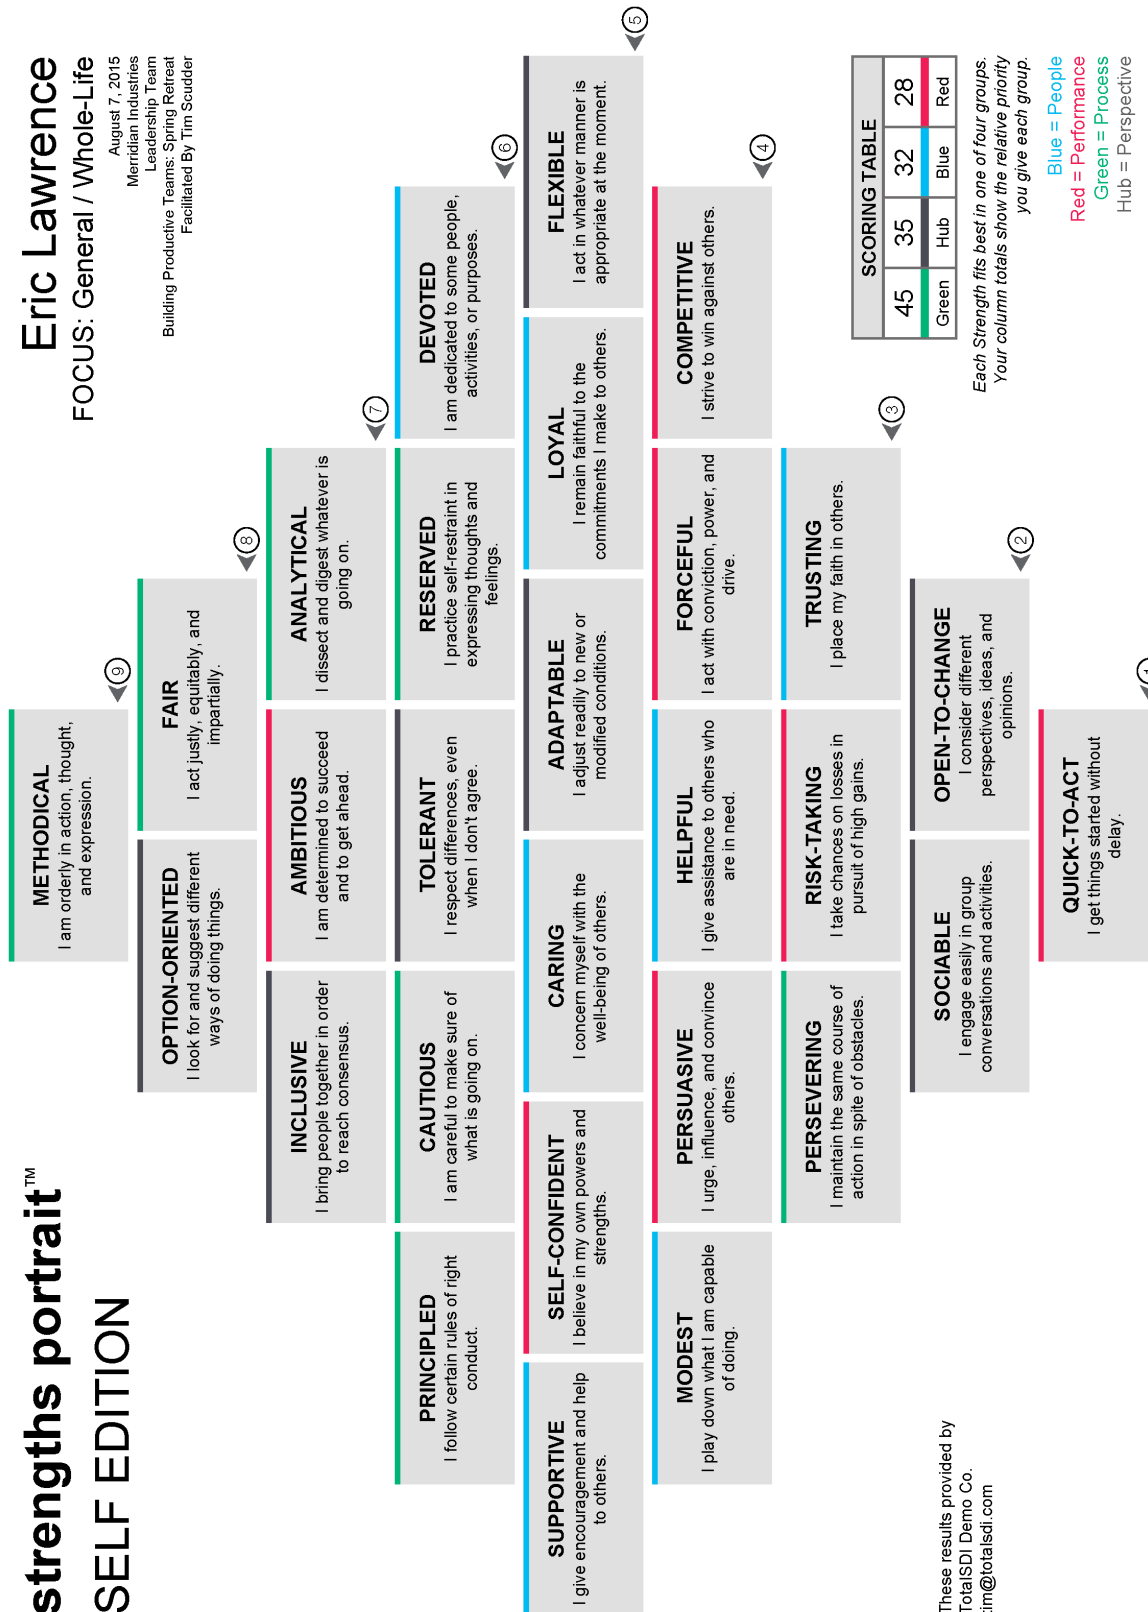 strengths portrait™
SELF EDITION
Eric Lawrence
FOCUS: General / Whole-Life
August 7, 2015
Merridian Industries
Leadership Team
Building Productive Teams: Spring Retreat
Facilitated By Tim Scudder
METHODICAL
I am orderly in action, thought,
and expression.
9
OPTION-ORIENTED
I look for and suggest different
ways of doing things.
FAIR
I act justly, equitably, and
impartially.
8
INCLUSIVE
I bring people together in order
to reach consensus.
AMBITIOUS
I am determined to succeed
and to get ahead.
ANALYTICAL
I dissect and digest whatever is
going on.
7
PRINCIPLED
I follow certain rules of right
conduct.
CAUTIOUS
I am careful to make sure of
what is going on.
TOLERANT
I respect differences, even
when I don't agree.
RESERVED
I practice self-restraint in
expressing thoughts and
feelings.
DEVOTED
I am dedicated to some people,
activities, or purposes.
6
SUPPORTIVE
I give encouragement and help
to others.
SELF-CONFIDENT
I believe in my own powers and
strengths.
CARING
I concern myself with the
well-being of others.
ADAPTABLE
I adjust readily to new or
modified conditions.
LOYAL
I remain faithful to the
commitments I make to others.
FLEXIBLE
I act in whatever manner is
appropriate at the moment.
5
MODEST
I play down what I am capable
of doing.
PERSUASIVE
I urge, influence, and convince
others.
HELPFUL
I give assistance to others who
are in need.
FORCEFUL
I act with conviction, power, and
drive.
COMPETITIVE
I strive to win against others.
4
PERSEVERING
I maintain the same course of
action in spite of obstacles.
RISK-TAKING
I take chances on losses in
pursuit of high gains.
TRUSTING
I place my faith in others.
3
SOCIABLE
I engage easily in group
conversations and activities.
OPEN-TO-CHANGE
I consider different
perspectives, ideas, and
opinions.
2
QUICK-TO-ACT
I get things started without
delay.
1
SCORING TABLE
45 35 32 28
Green Hub Blue Red
Each Strength fits best in one of four groups.
Your column totals show the relative priority
you give each group.
Blue = People
Red = Performance
Green = Process
Hub = Perspective
These results provided by
TotalSDI Demo Co.
tim@totalsdi.com